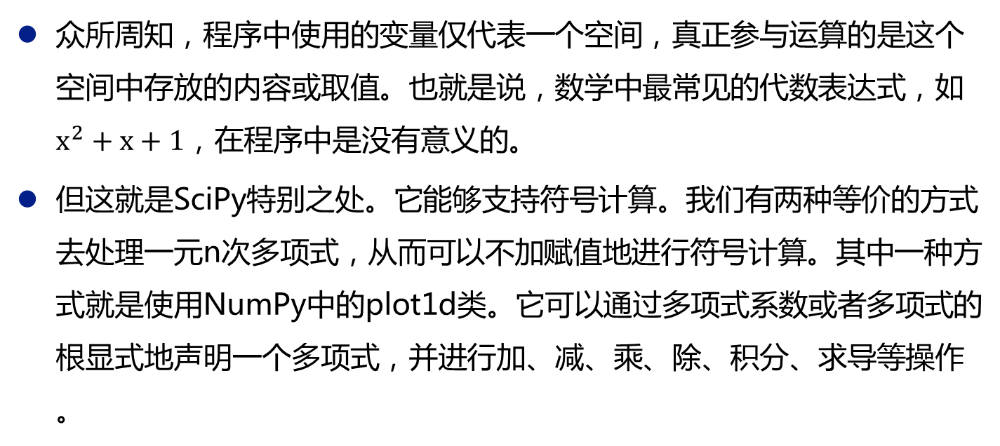 ● 众所周知，程序中使用的变量仅代表一个空间，真正参与运算的是这个
空间中存放的内容或取值。也就是说，数学中最常见的代数表达式，如
x² + x + 1，在程序中是没有意义的。
● 但这就是SciPy特别之处。它能够支持符号计算。我们有两种等价的方式
去处理一元n次多项式，从而可以不加赋值地进行符号计算。其中一种方
式就是使用NumPy中的plot1d类。它可以通过多项式系数或者多项式的
根显式地声明一个多项式，并进行加、减、乘、除、积分、求导等操作
。